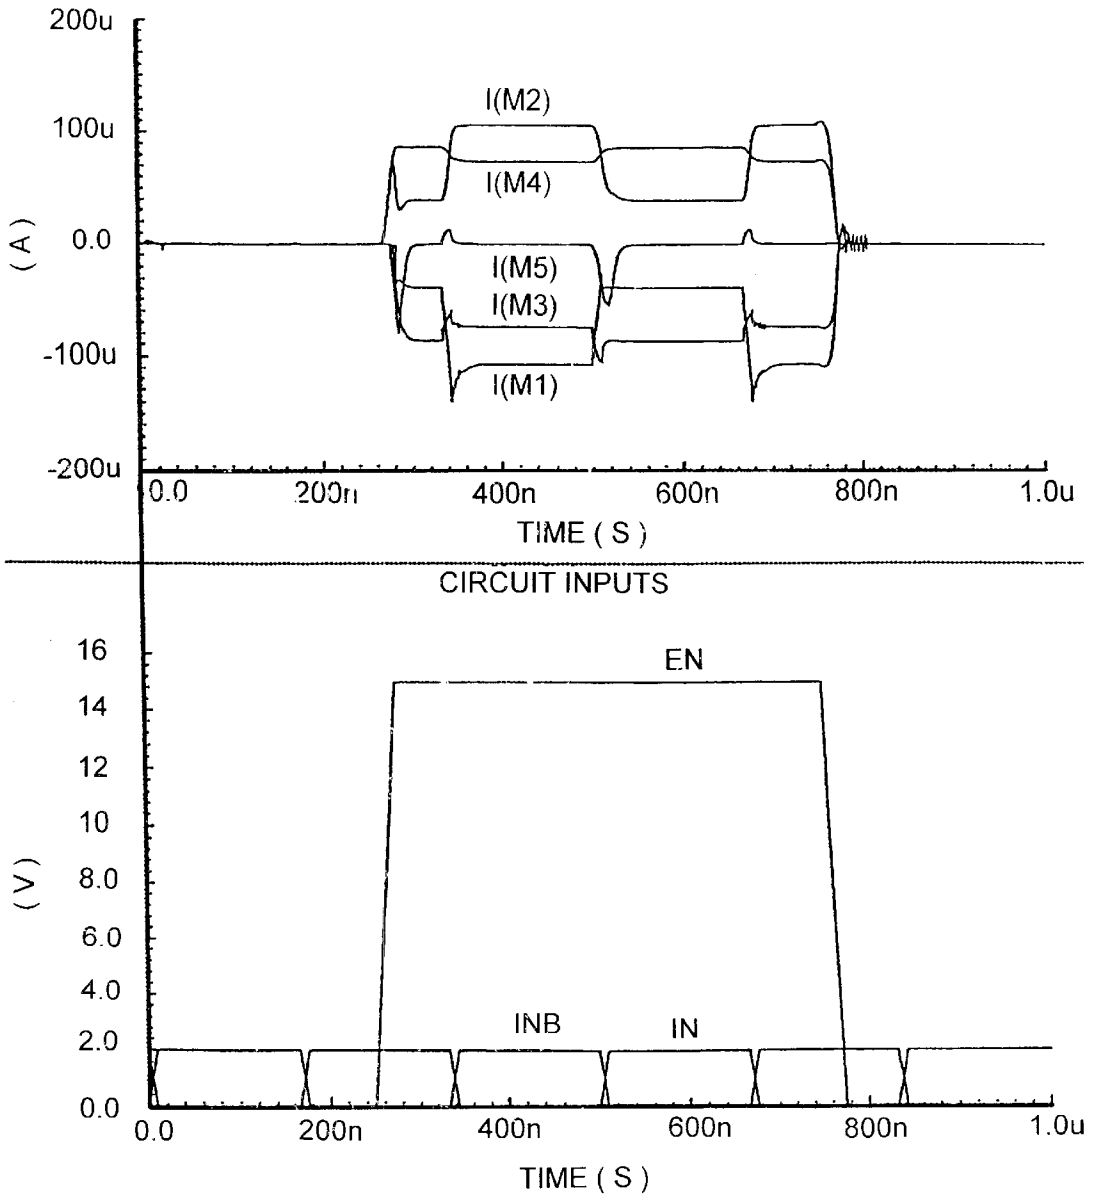 200u
100u
0.0
-100u
-200u
( A )
I(M2)
I(M4)
I(M5)
I(M3)
I(M1)
0.0 200n 400n 600n 800n 1.0u
TIME ( S )
CIRCUIT INPUTS
16
14
12
10
8.0
6.0
4.0
2.0
0.0
( V )
EN
INB IN
0.0 200n 400n 600n 800n 1.0u
TIME ( S )